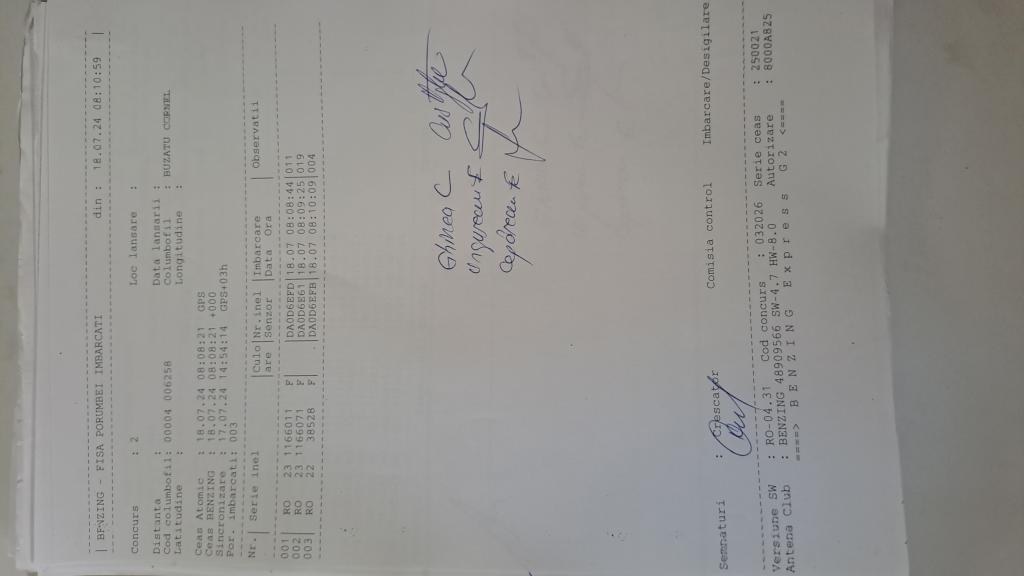 | BENZING - FISA PORUMBEI IMBARCATI din : 18.07.24 08:10:59 |
Concurs : 2 Loc lansare :
Distanta : Data lansarii :
Cod columbofil: 00004 006258 Columbofil : BUZATU CORNEL
Latitudine : Longitudine :
Ceas Atomic : 18.07.24 08:08:21 GPS
Ceas BENZING : 18.07.24 08:08:21 +000
Sincronizare : 17.07.24 14:54:14 GPS+03h
Por. imbarcati: 003
Nr.| Serie inel |Culo|Nr.inel |Imbarcare | Observatii
|are |Senzor |Data Ora |
001| RO 23 1166011 F | |DA0D6EFD|18.07 08:08:44|011
002| RO 23 1166071 F | |DA0D6E61|18.07 08:09:25|019
003| RO 22 38528 F | .|DA0D6EFB|18.07 08:10:09|004
Ghinea C
Ungurean E
Semnaturi : Crescator Comisia control Imbarcare/Desigilare
Versiune SW : RO-04.31 Cod concurs : 032026 Serie ceas : 250021
Antena Club : BENZING 48909566 SW-4.7 HW-8.0 Autorizare : 8000A825
====> B E N Z I N G E x p r e s s G 2 <====